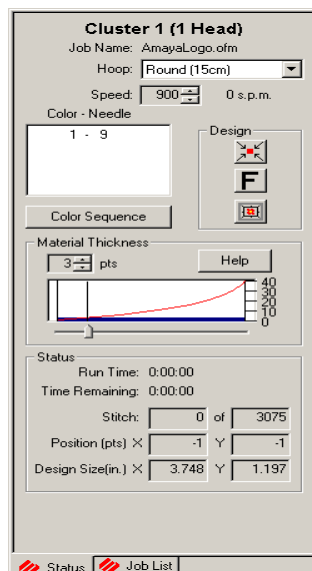 Cluster 1 (1 Head)
Job Name: AmayaLogo.ofm
Hoop: Round (15cm)
Speed: 900 0 s.p.m.
Color - Needle
1 - 9
Design
F
Color Sequence
Material Thickness
3 pts Help
40
30
20
10
0
Status
Run Time: 0:00:00
Time Remaining: 0:00:00
Stitch: 0 of 3075
Position (pts) X -1 Y -1
Design Size(in.) X 3.748 Y 1.197
Status Job List